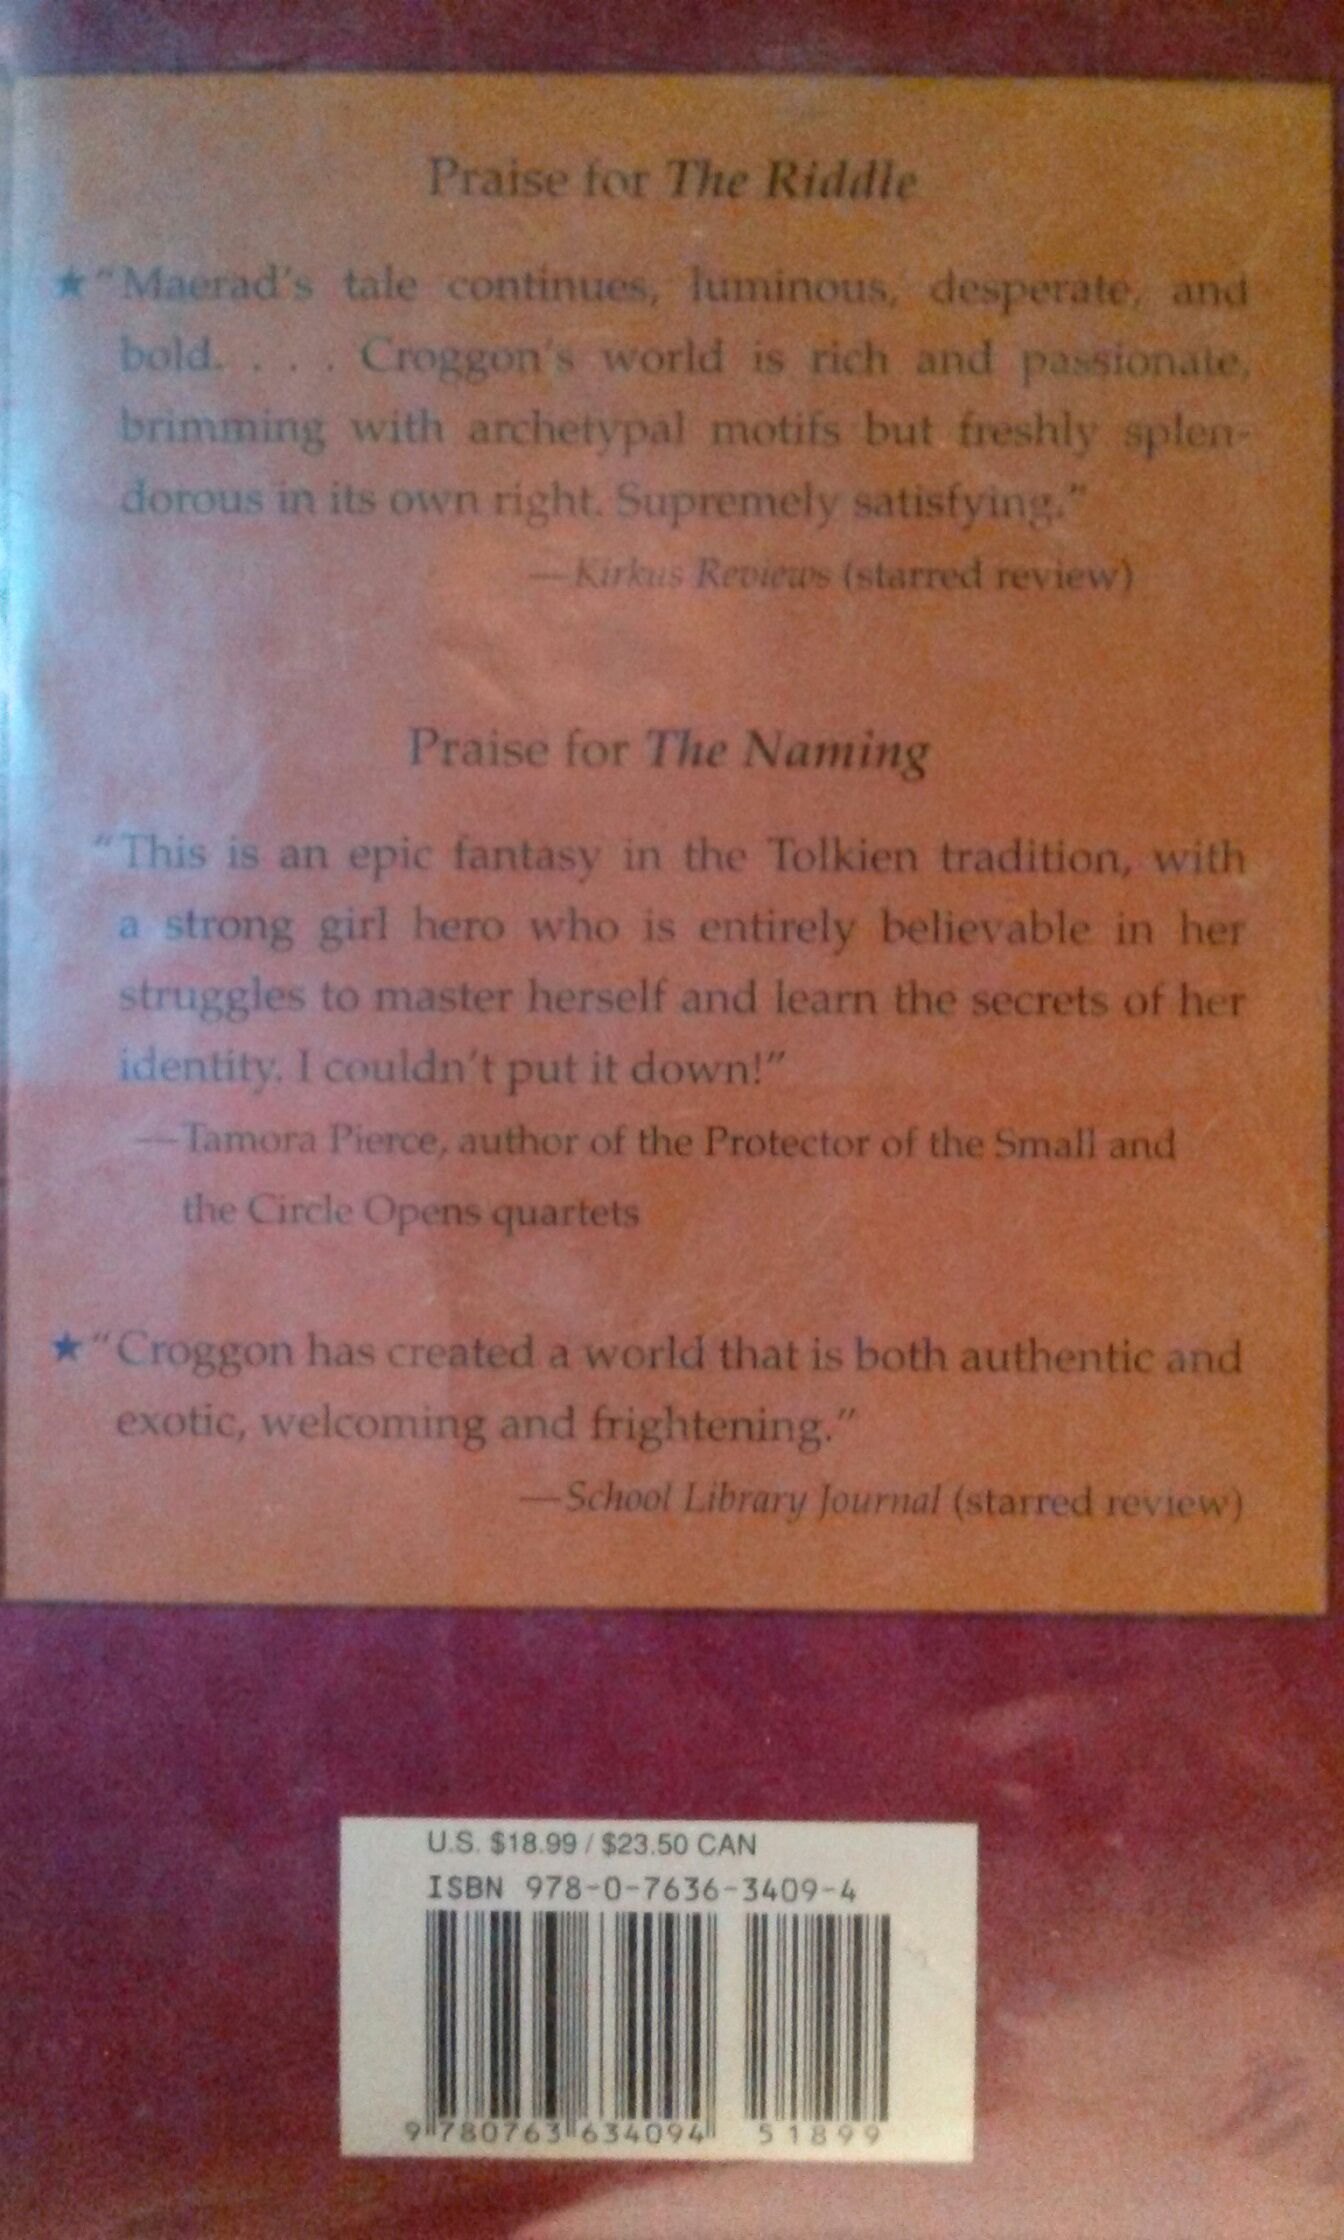 Praise for The Riddle
★ "Maerad's tale continues, luminous, desperate, and
bold. . . . Croggon's world is rich and passionate,
brimming with archetypal motifs but freshly splen-
dorous in its own right. Supremely satisfying."
—Kirkus Reviews (starred review)
Praise for The Naming
"This is an epic fantasy in the Tolkien tradition, with
a strong girl hero who is entirely believable in her
struggles to master herself and learn the secrets of her
identity. I couldn't put it down!"
—Tamora Pierce, author of the Protector of the Small and
the Circle Opens quartets
★ "Croggon has created a world that is both authentic and
exotic, welcoming and frightening."
—School Library Journal (starred review)
U.S. $18.99 / $23.50 CAN
ISBN 978-0-7636-3409-4
9 780763 634094 51899